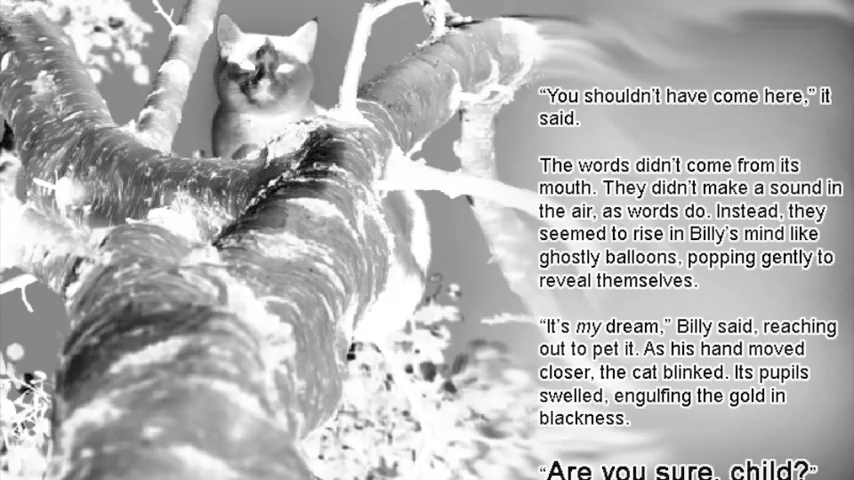 “You shouldn’t have come here,” it
said.
The words didn’t come from its
mouth. They didn’t make a sound in
the air, as words do. Instead, they
seemed to rise in Billy’s mind like
ghostly balloons, popping gently to
reveal themselves.
“It’s my dream,” Billy said, reaching
out to pet it. As his hand moved
closer, the cat blinked. Its pupils
swelled, engulfing the gold in
blackness.
“Are you sure, child?”